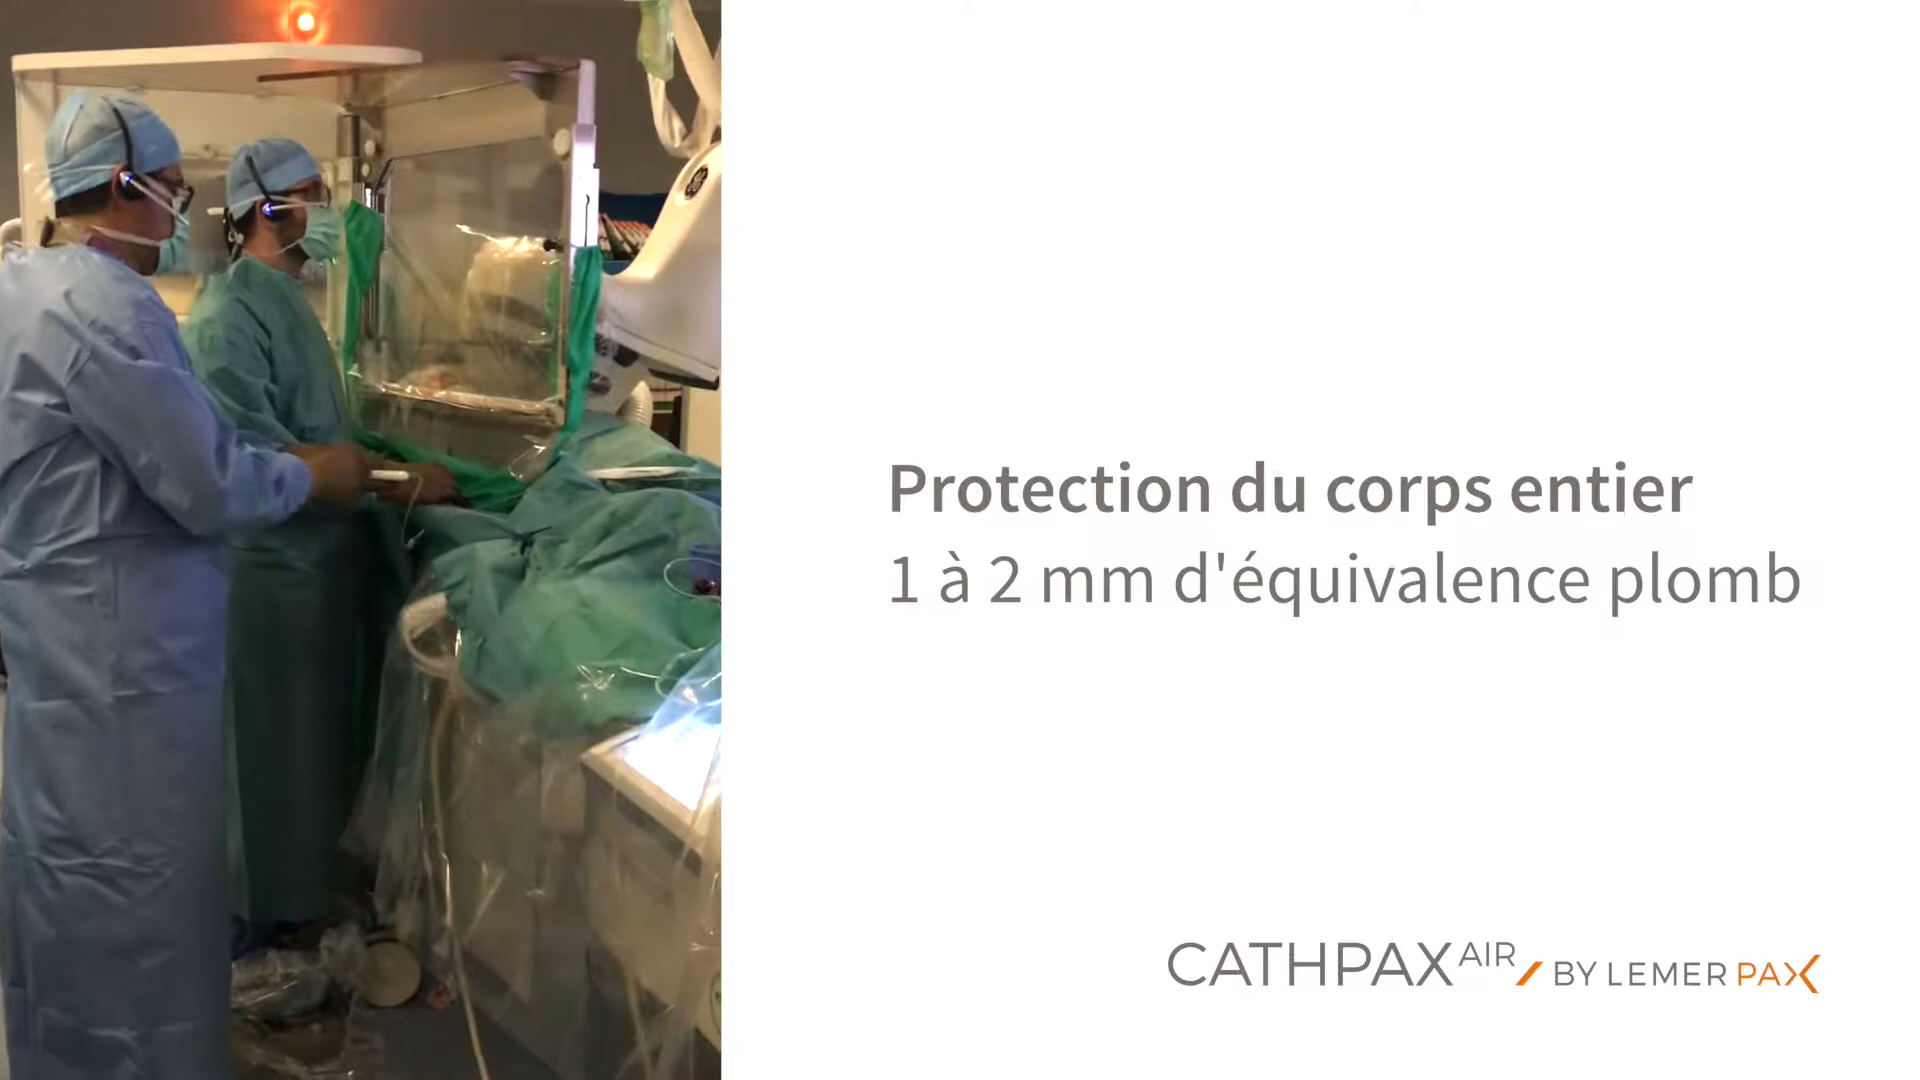 Protection du corps entier
1 à 2 mm d'équivalence plomb
CATHPAX AIR / BY LEMER PAX